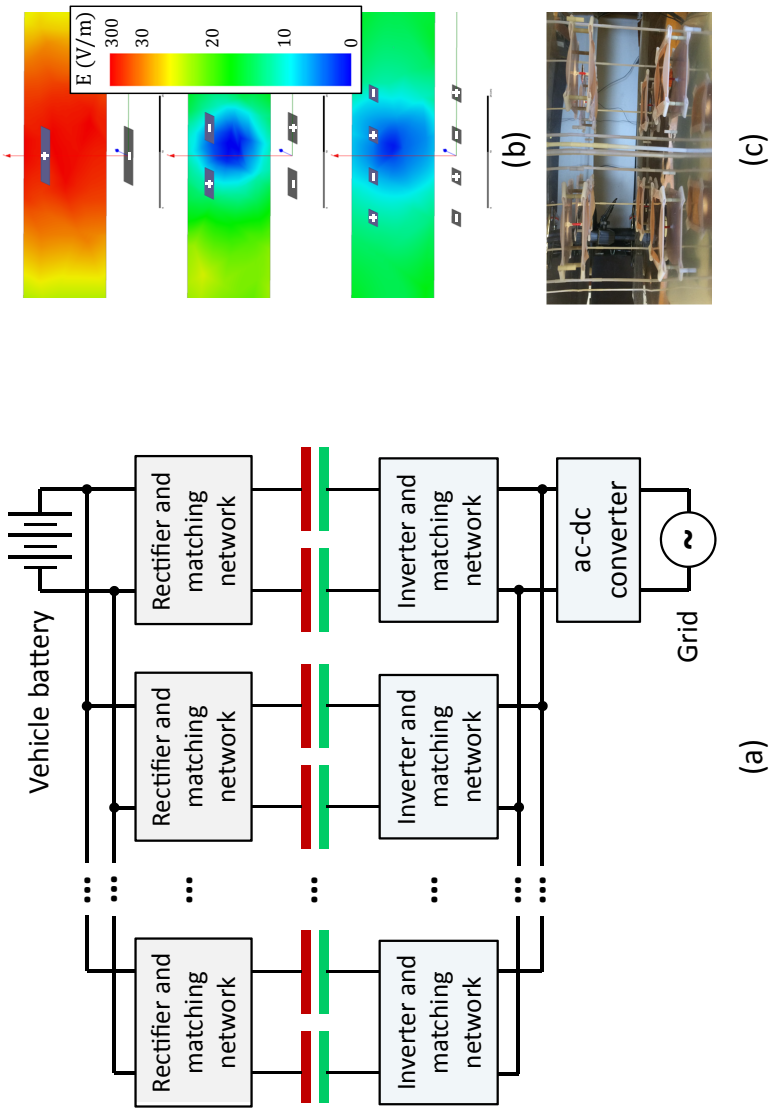 Vehicle battery
Rectifier and
matching
network
...
Rectifier and
matching
network
Rectifier and
matching
network
...
Inverter and
matching
network
...
Inverter and
matching
network
Inverter and
matching
network
...
ac-dc
converter
~
Grid
(a)
E (V/m)
300
30
20
10
0
+
-
+ -
- +
+ - + -
- + - +
(b)
(c)